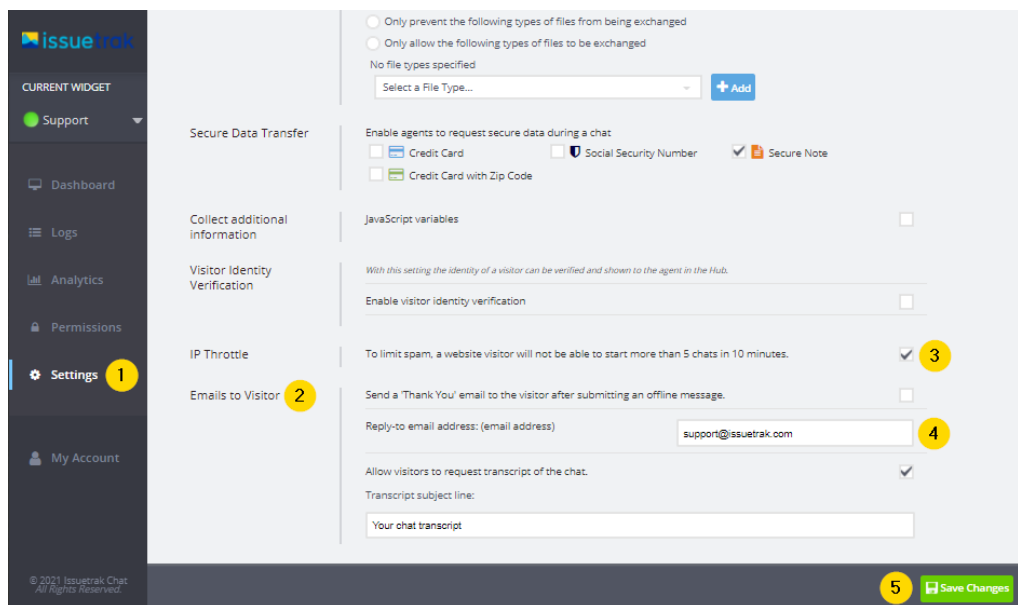 issuetrak
CURRENT WIDGET
Support
Dashboard
Logs
Analytics
Permissions
Settings 1
My Account
© 2021 Issuetrak Chat
All Rights Reserved.
Only prevent the following types of files from being exchanged
Only allow the following types of files to be exchanged
No file types specified
Select a File Type...
+ Add
Secure Data Transfer
Enable agents to request secure data during a chat
Credit Card
Social Security Number
Secure Note
Credit Card with Zip Code
Collect additional
information
JavaScript variables
Visitor Identity
Verification
With this setting the identity of a visitor can be verified and shown to the agent in the Hub.
Enable visitor identity verification
IP Throttle
To limit spam, a website visitor will not be able to start more than 5 chats in 10 minutes.
3
Emails to Visitor 2
Send a 'Thank You' email to the visitor after submitting an offline message.
Reply-to email address: (email address)
support@issuetrak.com
4
Allow visitors to request transcript of the chat.
Transcript subject line:
Your chat transcript
5
Save Changes